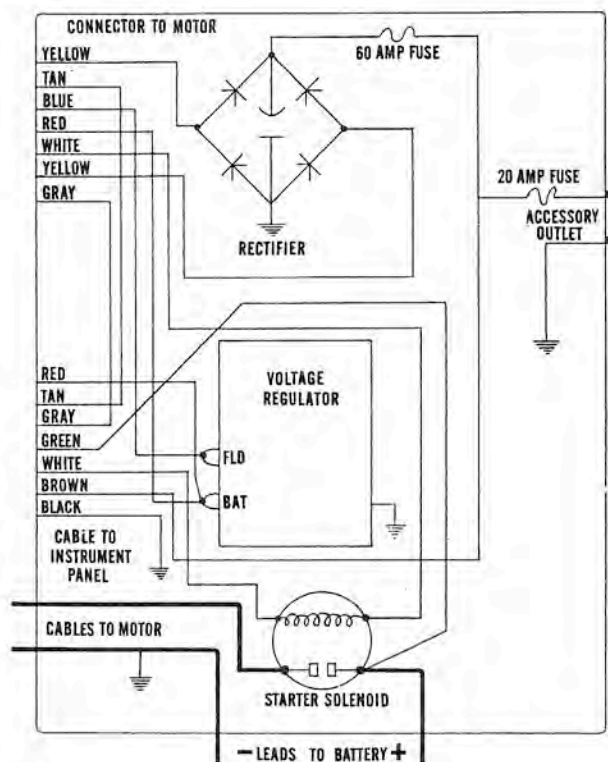 CONNECTOR TO MOTOR
YELLOW
TAN
BLUE
RED
WHITE
YELLOW
GRAY
60 AMP FUSE
20 AMP FUSE
ACCESSORY
OUTLET
RECTIFIER
RED
TAN
GRAY
GREEN
WHITE
BROWN
BLACK
CABLE TO
INSTRUMENT
PANEL
VOLTAGE
REGULATOR
FLD
BAT
CABLES TO MOTOR
STARTER SOLENOID
- LEADS TO BATTERY +